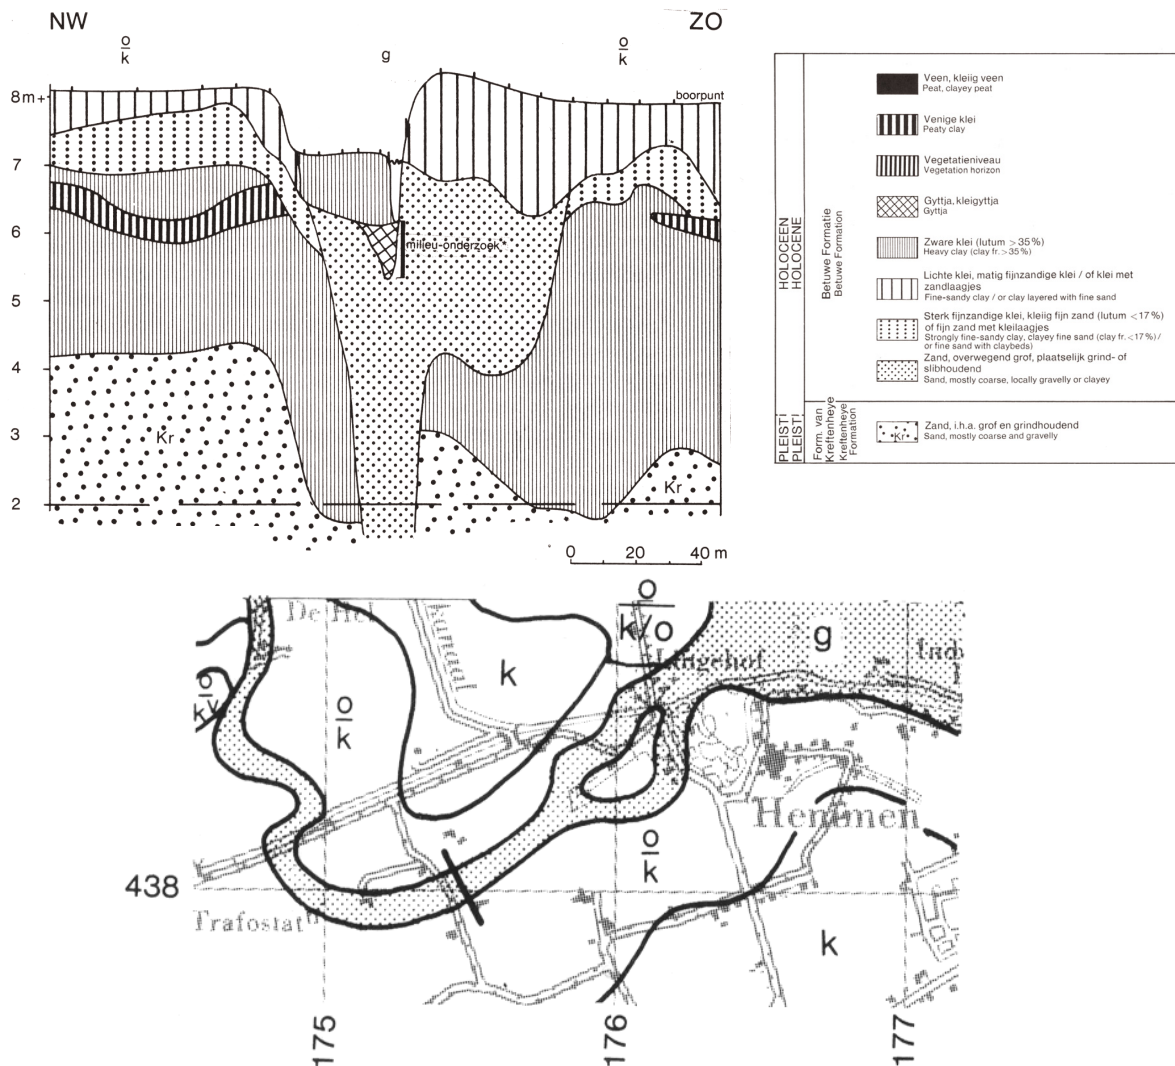 NW
ZO
o
k
g
o
k
8 m +
7
6
5
4
3
2
boorpunt
milieu-onderzoek
Kr
Kr
0 20 40 m
HOLOCEEN
HOLOCENE
Betuwe Formatie
Betuwe Formation
Veen, kleiig veen
Peat, clayey peat
Venige klei
Peaty clay
Vegetatieniveau
Vegetation horizon
Gyttja, kleigyttja
Gyttja
Zware klei (lutum > 35%)
Heavy clay (clay fr. > 35%)
Lichte klei, matig fijnzandige klei / of klei met
zandlaagjes
Fine-sandy clay / or clay layered with fine sand
Sterk fijnzandige klei, kleiig fijn zand (lutum < 17%)
of fijn zand met kleilaagjes
Strongly fine-sandy clay, clayey fine sand (clay fr. < 17%) /
or fine sand with claybeds)
Zand, overwegend grof, plaatselijk grind- of
slibhoudend
Sand, mostly coarse, locally gravelly or clayey
PLEIST!
PLEIST!
Form. van
Kreftenheye
Kreftenheye
Formation
Kr
Zand, i.h.a. grof en grindhoudend
Sand, mostly coarse and gravelly
De Hel
o
k/o
g
Lingehof
k
o
k
o
k
Hemmen
o
k
438
Trafostat
k
175
176
177